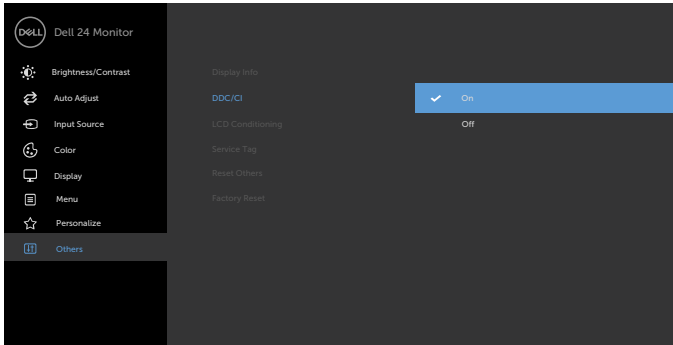 DELL Dell 24 Monitor
Brightness/Contrast
Auto Adjust
Input Source
Color
Display
Menu
Personalize
Others
Display Info
DDC/CI
LCD Conditioning
Service Tag
Reset Others
Factory Reset
On
Off